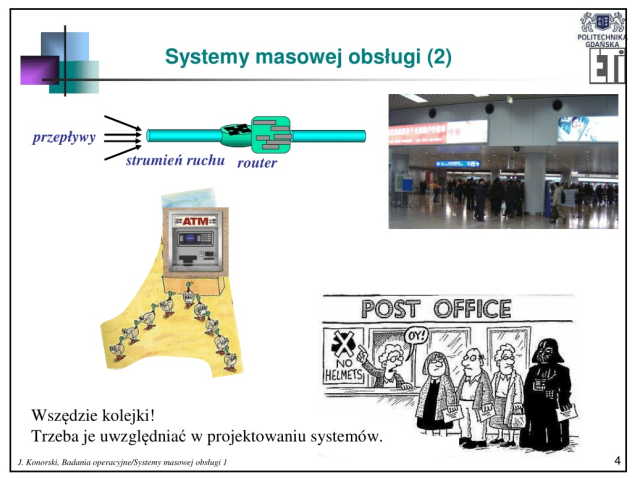 POLITECHNIKA
GDAŃSKA
ETI
Systemy masowej obsługi (2)
przepływy
strumień ruchu
router
ATM
POST OFFICE
NO
HELMETS
OY!
Wszędzie kolejki!
Trzeba je uwzględniać w projektowaniu systemów.
J. Konorski, Badania operacyjne/Systemy masowej obsługi 1
4